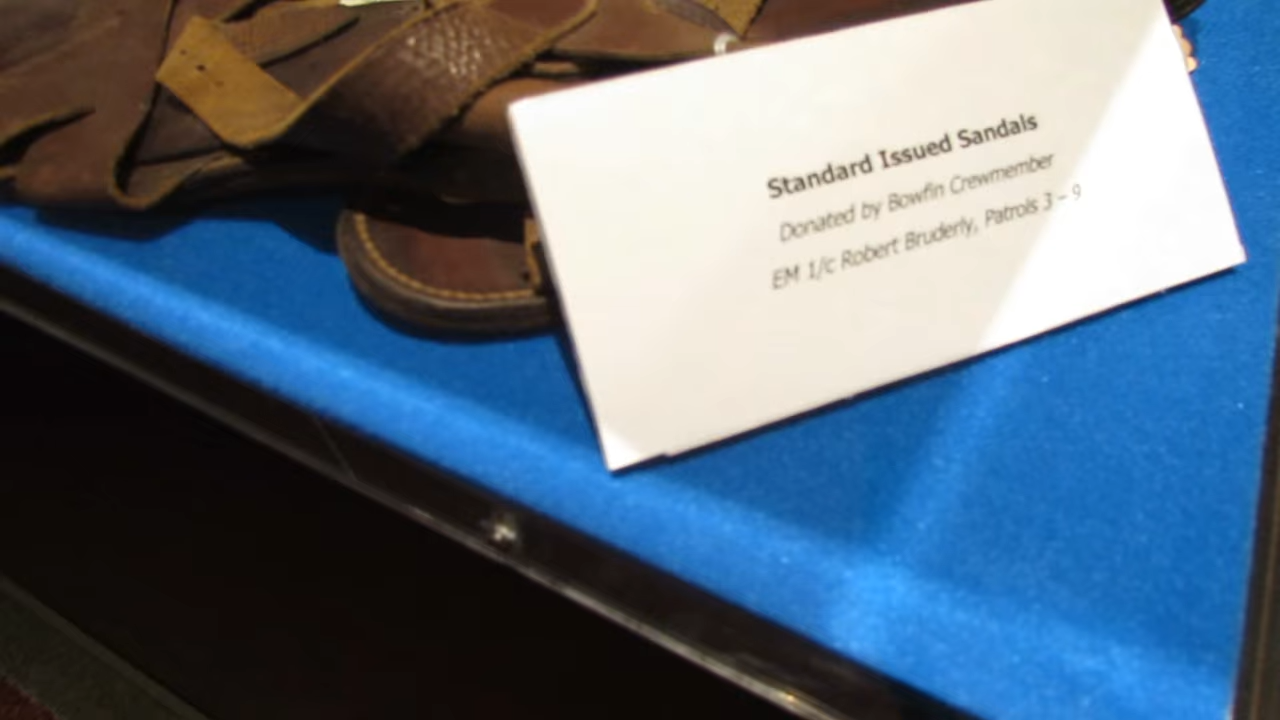 Standard Issued Sandals
Donated by Bowfin Crewmember
EM 1/c Robert Bruderly, Patrols 3 – 9